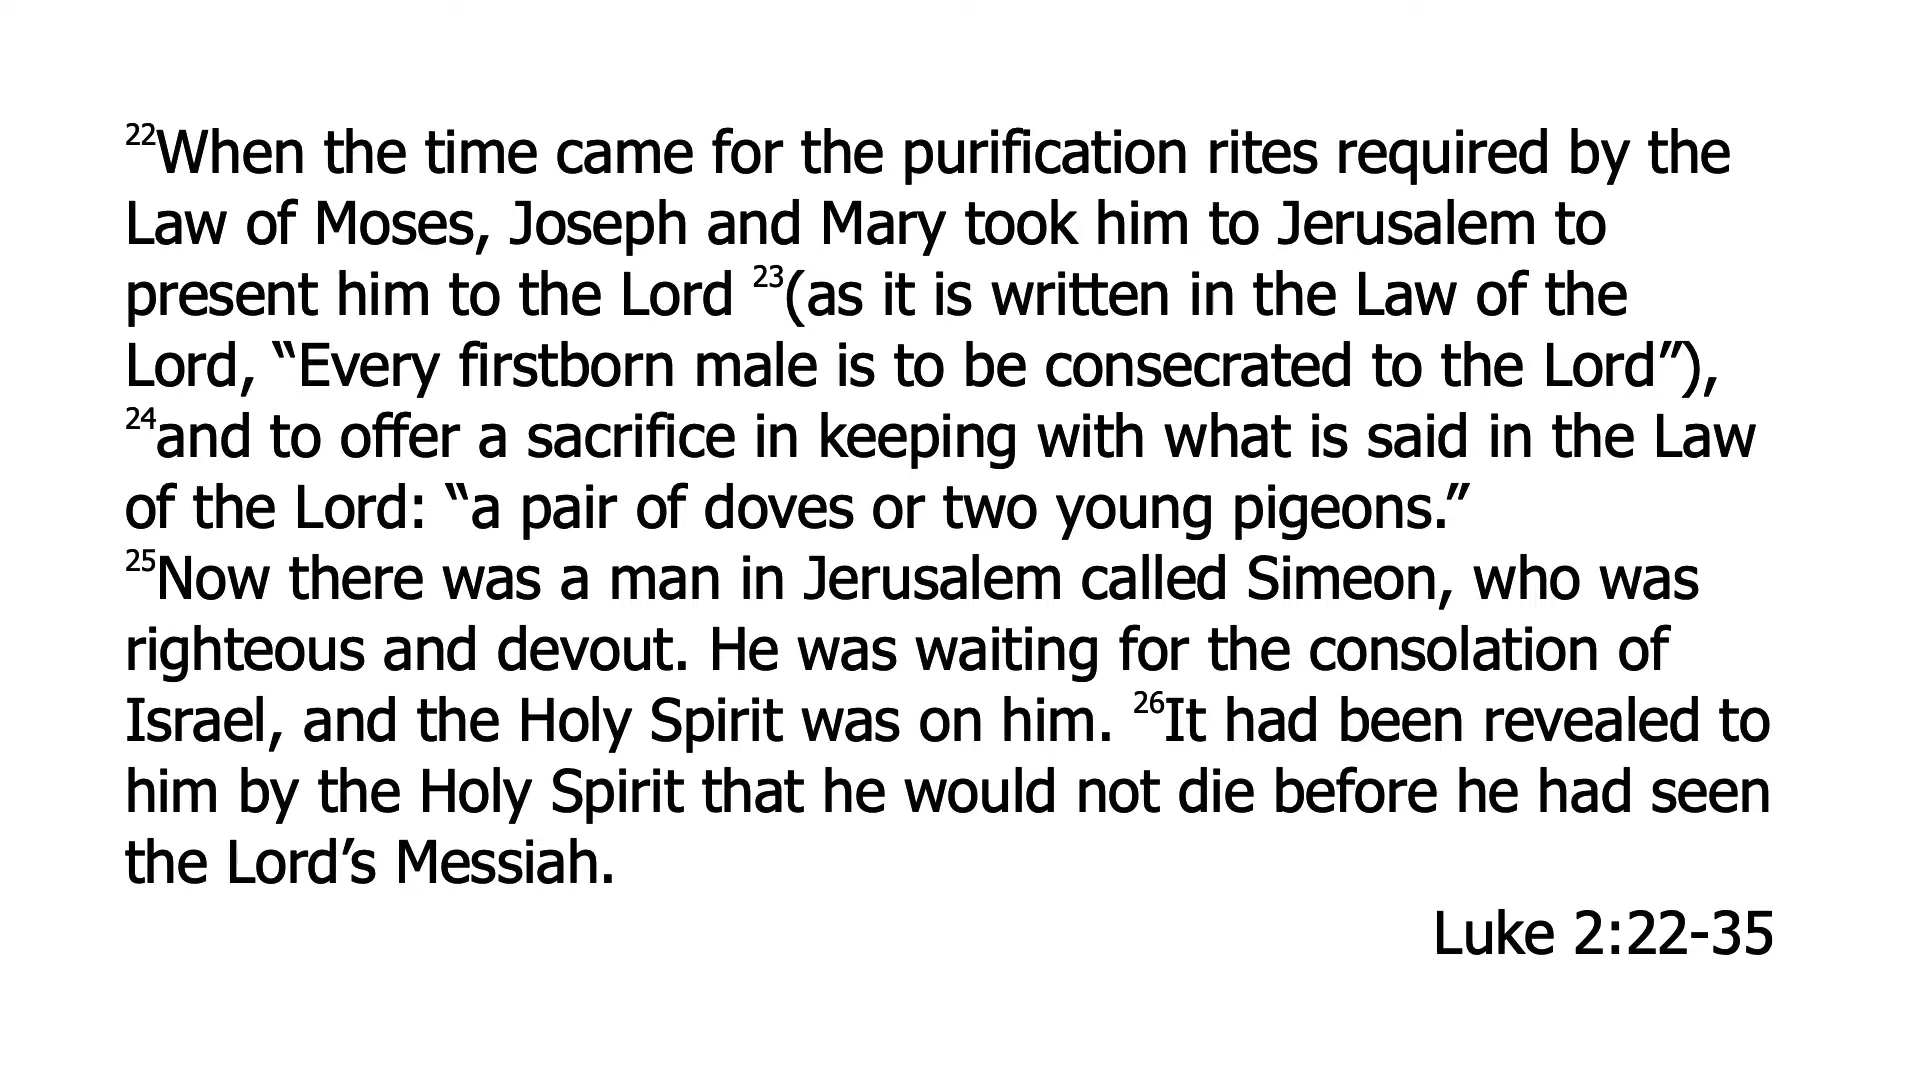 ²²When the time came for the purification rites required by the
Law of Moses, Joseph and Mary took him to Jerusalem to
present him to the Lord ²³(as it is written in the Law of the
Lord, “Every firstborn male is to be consecrated to the Lord”),
²⁴and to offer a sacrifice in keeping with what is said in the Law
of the Lord: “a pair of doves or two young pigeons.”
²⁵Now there was a man in Jerusalem called Simeon, who was
righteous and devout. He was waiting for the consolation of
Israel, and the Holy Spirit was on him. ²⁶It had been revealed to
him by the Holy Spirit that he would not die before he had seen
the Lord’s Messiah.
Luke 2:22-35